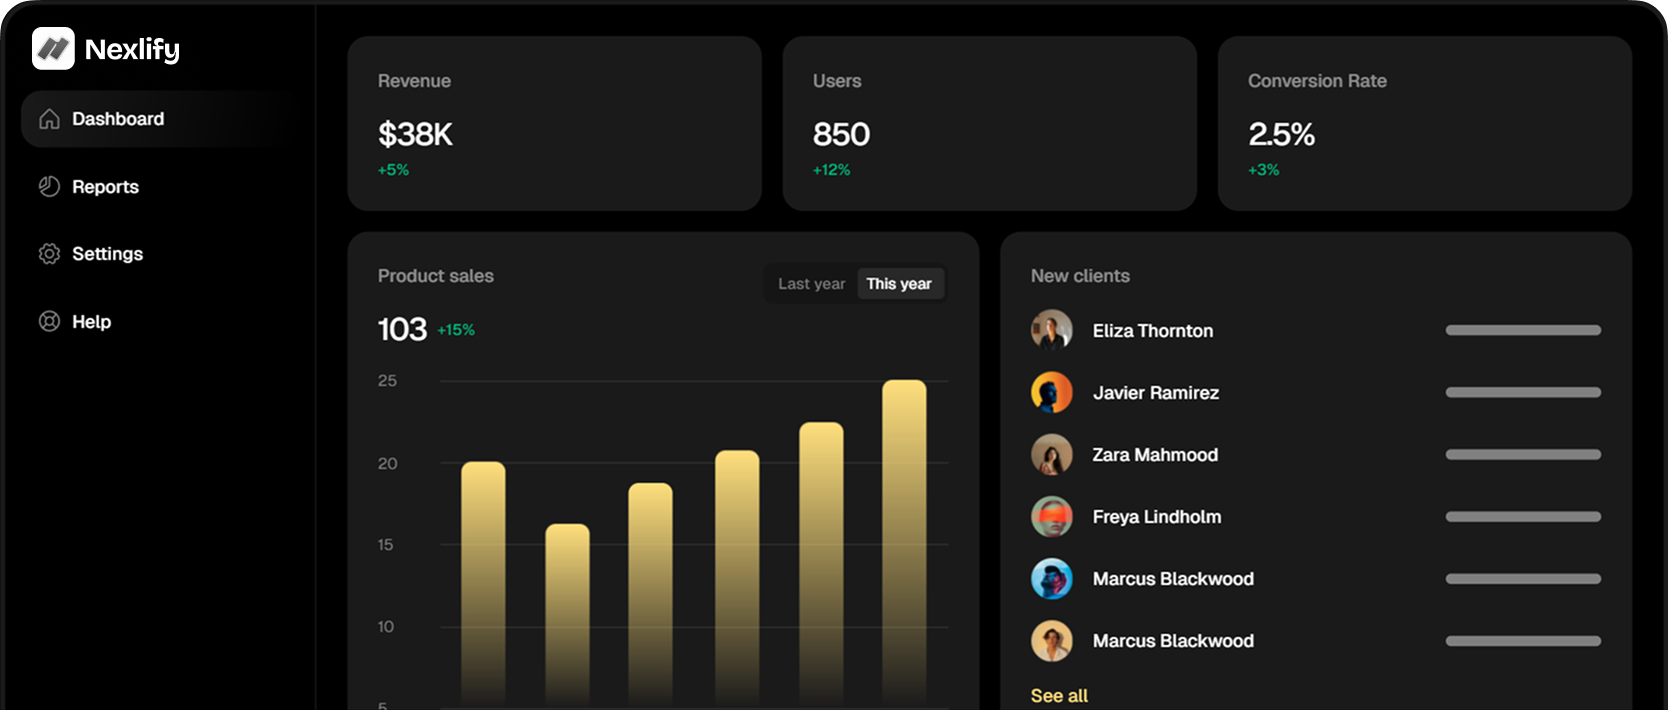 Nexlify
Dashboard
Reports
Settings
Help
Revenue
$38K
+5%
Users
850
+12%
Conversion Rate
2.5%
+3%
Product sales
Last year
This year
103 +15%
25
20
15
10
5
New clients
Eliza Thornton
Javier Ramirez
Zara Mahmood
Freya Lindholm
Marcus Blackwood
Marcus Blackwood
See all